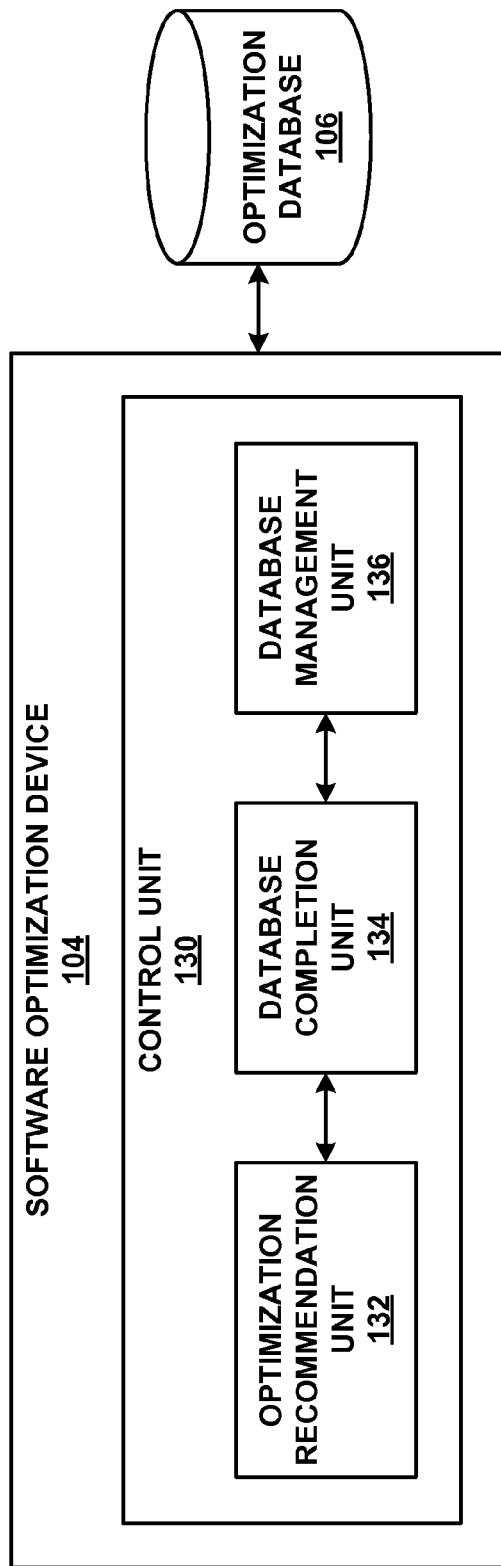 SOFTWARE OPTIMIZATION DEVICE
104
CONTROL UNIT
130
OPTIMIZATION
RECOMMENDATION
UNIT
132
DATABASE
COMPLETION
UNIT
134
DATABASE
MANAGEMENT
UNIT
136
OPTIMIZATION
DATABASE
106